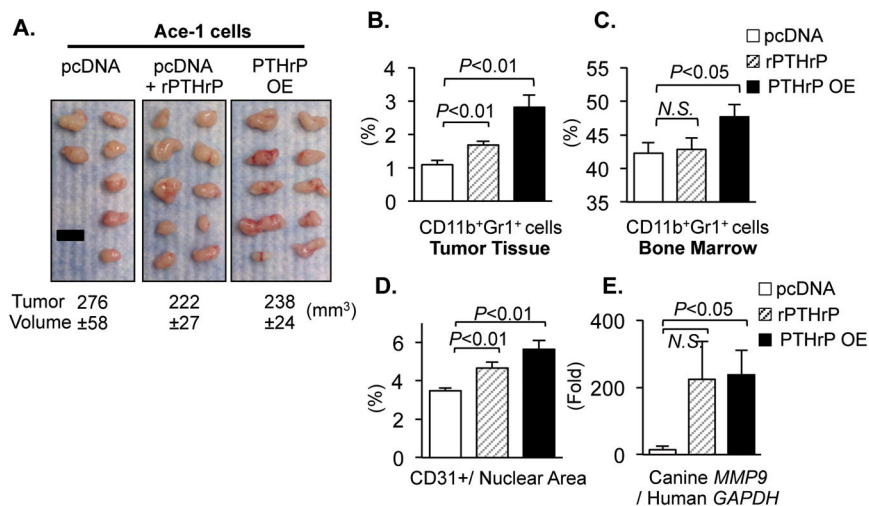 A.
Ace-1 cells
pcDNA
pcDNA
+ rPTHrP
PTHrP
OE
Tumor
Volume
276
±58
222
±27
238
±24
(mm³)
B.
P<0.01
P<0.01
4
3
2
1
0
(%)
CD11b⁺Gr1⁺ cells
Tumor Tissue
C.
pcDNA
rPTHrP
PTHrP OE
P<0.05
N.S.
50
45
40
35
(%)
CD11b⁺Gr1⁺ cells
Bone Marrow
D.
P<0.01
P<0.01
6
4
2
0
(%)
CD31+/ Nuclear Area
E.
pcDNA
rPTHrP
PTHrP OE
P<0.05
N.S.
400
200
0
(Fold)
Canine MMP9
/ Human GAPDH